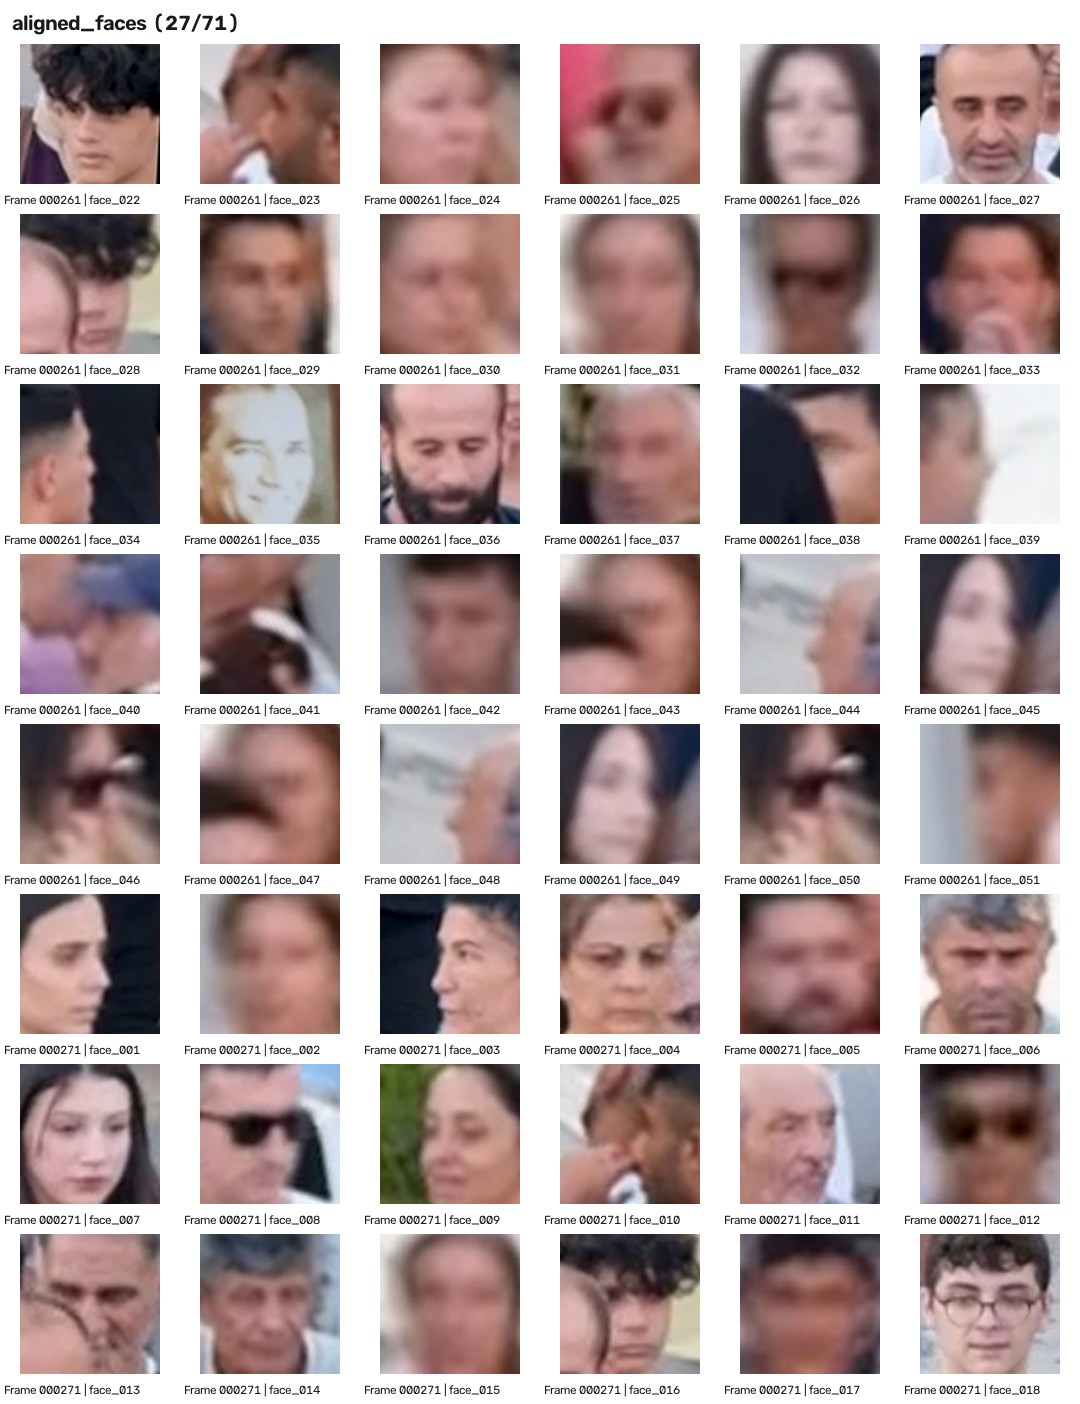 aligned_faces (27/71)
Frame 000261 | face_022
Frame 000261 | face_023
Frame 000261 | face_024
Frame 000261 | face_025
Frame 000261 | face_026
Frame 000261 | face_027
Frame 000261 | face_028
Frame 000261 | face_029
Frame 000261 | face_030
Frame 000261 | face_031
Frame 000261 | face_032
Frame 000261 | face_033
Frame 000261 | face_034
Frame 000261 | face_035
Frame 000261 | face_036
Frame 000261 | face_037
Frame 000261 | face_038
Frame 000261 | face_039
Frame 000261 | face_040
Frame 000261 | face_041
Frame 000261 | face_042
Frame 000261 | face_043
Frame 000261 | face_044
Frame 000261 | face_045
Frame 000261 | face_046
Frame 000261 | face_047
Frame 000261 | face_048
Frame 000261 | face_049
Frame 000261 | face_050
Frame 000261 | face_051
Frame 000271 | face_001
Frame 000271 | face_002
Frame 000271 | face_003
Frame 000271 | face_004
Frame 000271 | face_005
Frame 000271 | face_006
Frame 000271 | face_007
Frame 000271 | face_008
Frame 000271 | face_009
Frame 000271 | face_010
Frame 000271 | face_011
Frame 000271 | face_012
Frame 000271 | face_013
Frame 000271 | face_014
Frame 000271 | face_015
Frame 000271 | face_016
Frame 000271 | face_017
Frame 000271 | face_018